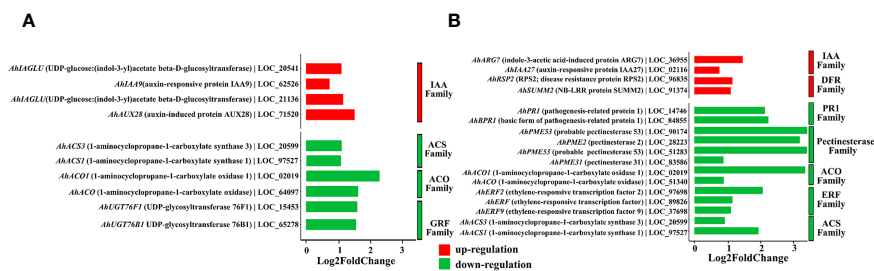 A
AhIAGLU (UDP-glucose:(indol-3-yl)acetate beta-D-glucosyltransferase) | LOC_20541
AhIAA9(auxin-responsive protein IAA9) | LOC_62526
AhIAGLU(UDP-glucose:(indol-3-yl)acetate beta-D-glucosyltransferase) | LOC_21136
AhAUX28 (auxin-induced protein AUX28) | LOC_71520
IAA
Family
AhACS3 (1-aminocyclopropane-1-carboxylate synthase 3) | LOC_20599
AhACS1 (1-aminocyclopropane-1-carboxylate synthase 1) | LOC_97527
AhACO1 (1-aminocyclopropane-1-carboxylate oxidase 1) | LOC_02019
AhACO (1-aminocyclopropane-1-carboxylate oxidase) | LOC_64097
AhUGT76F1 (UDP-glycosyltransferase 76F1) | LOC_15453
AhUGT76B1 UDP-glycosyltransferase 76B1) | LOC_65278
ACS
Family
ACO
Family
GRF
Family
0 1 2 3
Log2FoldChange
B
AhARG7 (indole-3-acetic acid-induced protein ARG7) | LOC_36955
AhIAA27 (auxin-responsive protein IAA27) | LOC_02116
AhRSP2 (RPS2; disease resistance protein RPS2) | LOC_96835
AhSUMM2 (NB-LRR protein SUMM2) | LOC_91374
IAA
Family
DFR
Family
AhPR1 (pathogenesis-related protein 1) | LOC_14746
AhBPR1 (basic form of pathogenesis-related protein 1) | LOC_84855
AhPME53 (probable pectinesterase 53) | LOC_90174
AhPME2 (pectinesterase 2) | LOC_28223
AhPME53 (probable pectinesterase 53) | LOC_51283
AhPME31 (pectinesterase 31) | LOC_83586
AhACO1 (1-aminocyclopropane-1-carboxylate oxidase 1) | LOC_02019
AhACO (1-aminocyclopropane-1-carboxylate oxidase) | LOC_51340
AhERF2 (ethylene-responsive transcription factor 2) | LOC_97698
AhERF (ethylene-responsive transcription factor) | LOC_89826
AhERF9 (ethylene-responsive transcription factor 9) | LOC_37698
AhACS3 (1-aminocyclopropane-1-carboxylate synthase 3) | LOC_20599
AhACS1 (1-aminocyclopropane-1-carboxylate synthase 1) | LOC_97527
PR1
Family
Pectinesterase
Family
ACO
Family
ERF
Family
ACS
Family
0 1 2 3
Log2FoldChange
up-regulation
down-regulation